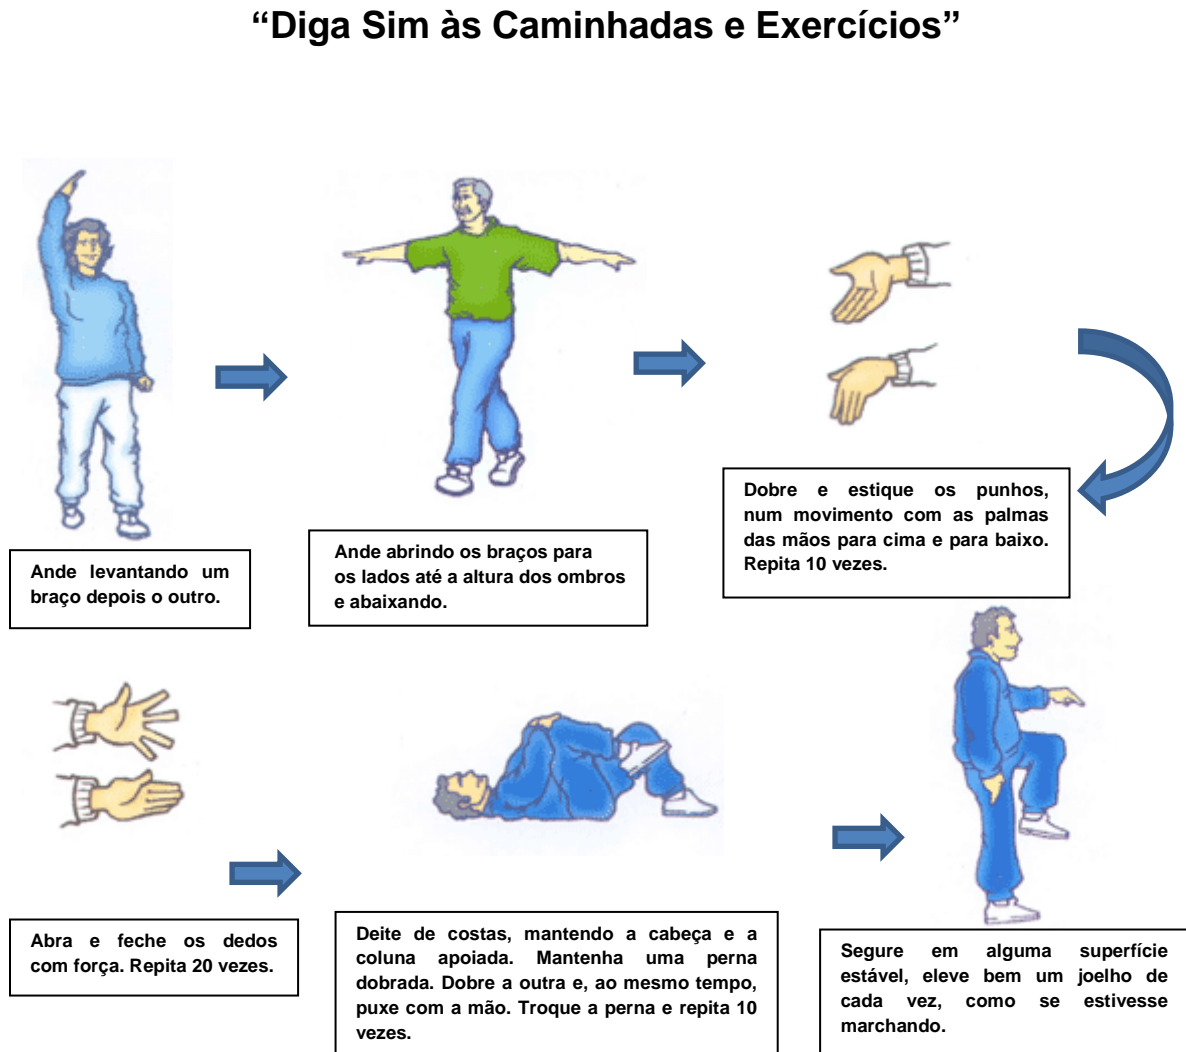 “Diga Sim às Caminhadas e Exercícios”
Ande levantando um
braço depois o outro.
Ande abrindo os braços para
os lados até a altura dos ombros
e abaixando.
Dobre e estique os punhos,
num movimento com as palmas
das mãos para cima e para baixo.
Repita 10 vezes.
Abra e feche os dedos
com força. Repita 20 vezes.
Deite de costas, mantendo a cabeça e a
coluna apoiada. Mantenha uma perna
dobrada. Dobre a outra e, ao mesmo tempo,
puxe com a mão. Troque a perna e repita 10
vezes.
Segure em alguma superfície
estável, eleve bem um joelho de
cada vez, como se estivesse
marchando.